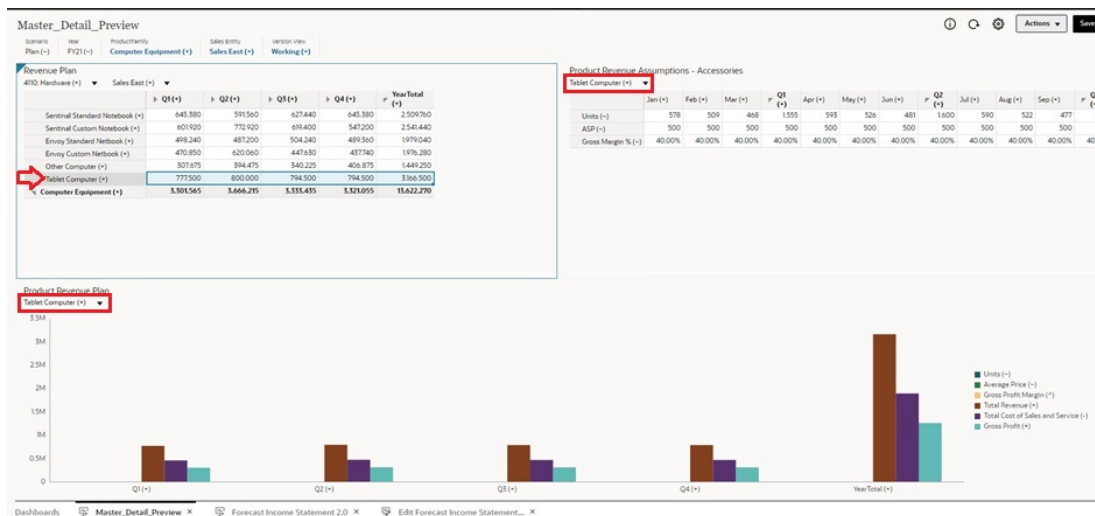 Master_Detail_Preview
Actions
Save
Scenario Year ProductFamily Sales Entity Version View
Plan (~) FY21 (~) Computer Equipment (+) Sales East (+) Working (+)
Revenue Plan
4110: Hardware (+) Sales East (+)
Q1(+) Q2(+) Q3(+) Q4(+) YearTotal (+)
Sentinal Standard Notebook (+) 645.380 591.560 627.440 645.380 2.509.760
Sentinal Custom Notebook (+) 601.920 772.920 619.400 547.200 2.541.440
Envoy Standard Netbook (+) 498.240 487.200 504.240 489.360 1.979.040
Envoy Custom Netbook (+) 470.850 620.060 447.630 437.740 1.976.280
Other Computer (+) 307.675 394.475 340.225 406.875 1.449.250
Tablet Computer (+) 777.500 800.000 794.500 794.500 3.166.500
Computer Equipment (+) 3.301.565 3.666.215 3.333.435 3.321.055 13.622.270
Product Revenue Assumptions - Accessories
Tablet Computer (+)
Jan (+) Feb (+) Mar (+) Q1 (+) Apr (+) May (+) Jun (+) Q2 (+) Jul (+) Aug (+) Sep (+)
Units (~) 578 509 468 1.555 593 526 481 1.600 590 522 477
ASP (~) 500 500 500 500 500 500 500 500 500 500 500
Gross Margin % (~) 40.00% 40.00% 40.00% 40.00% 40.00% 40.00% 40.00% 40.00% 40.00% 40.00% 40.00%
Product Revenue Plan
Tablet Computer (+)
3.5M
3M
2.5M
2M
1.5M
1M
0.5M
0
Q1 (+) Q2 (+) Q3 (+) Q4 (+) YearTotal (+)
Units (~)
Average Price (~)
Gross Profit Margin (^)
Total Revenue (+)
Total Cost of Sales and Service (-)
Gross Profit (+)
Dashboards Master_Detail_Preview × Forecast Income Statement 2.0 × Edit Forecast Income Statement... ×